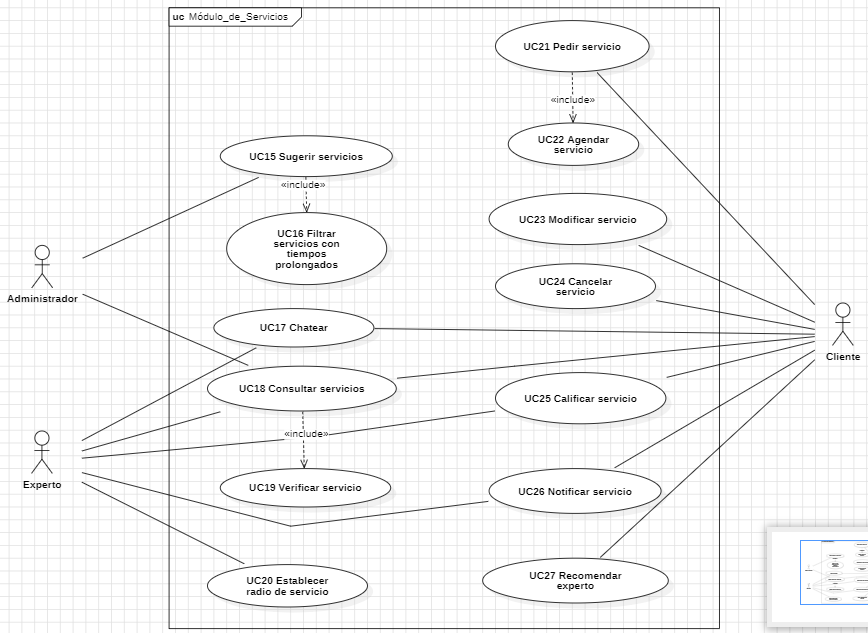 uc Módulo_de_Servicios
UC21 Pedir servicio
«include»
UC22 Agendar
servicio
UC15 Sugerir servicios
«include»
UC16 Filtrar
servicios con
tiempos
prolongados
UC23 Modificar servicio
UC24 Cancelar
servicio
Administrador
UC17 Chatear
Cliente
UC18 Consultar servicios
UC25 Calificar servicio
«include»
Experto
UC19 Verificar servicio
UC26 Notificar servicio
UC20 Establecer
radio de servicio
UC27 Recomendar
experto